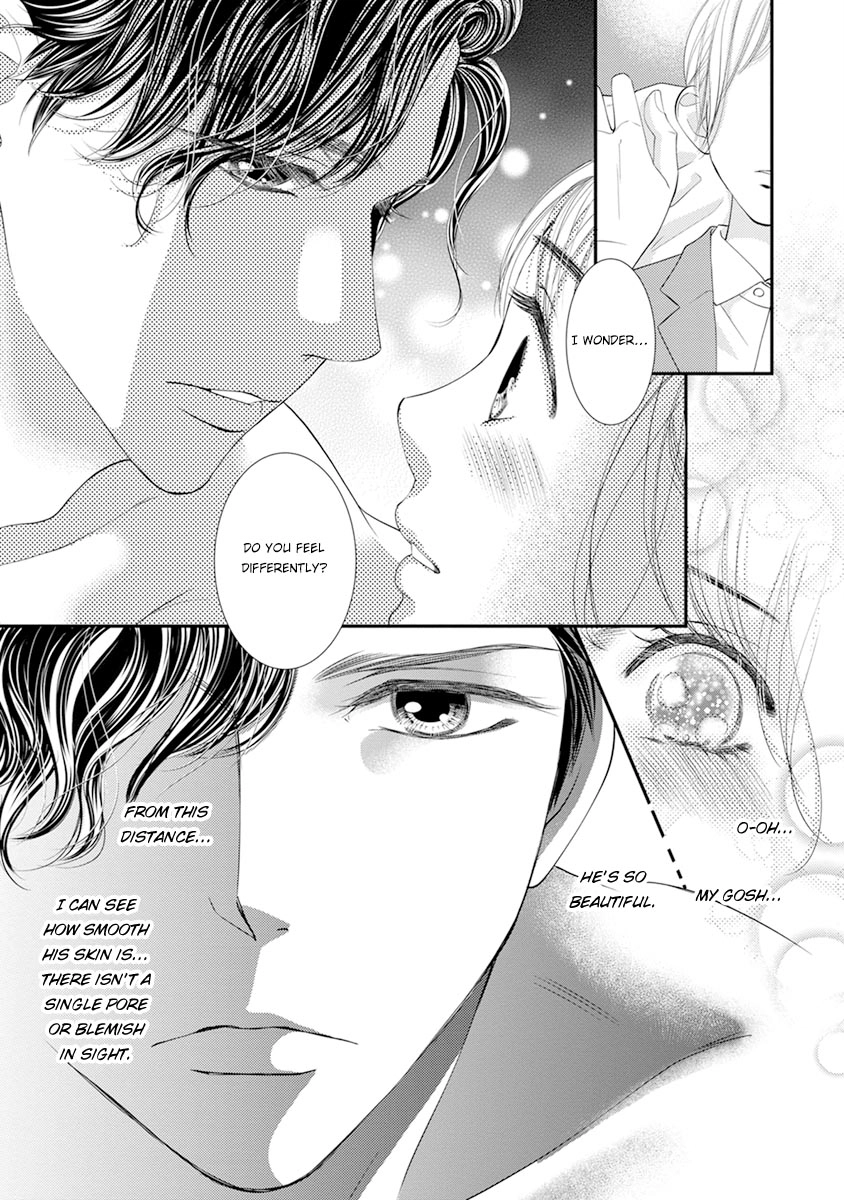 I WONDER...
DO YOU FEEL
DIFFERENTLY?
O-OH...
MY GOSH...
HE'S SO
BEAUTIFUL.
FROM THIS
DISTANCE...
I CAN SEE
HOW SMOOTH
HIS SKIN IS...
THERE ISN'T A
SINGLE PORE
OR BLEMISH
IN SIGHT.